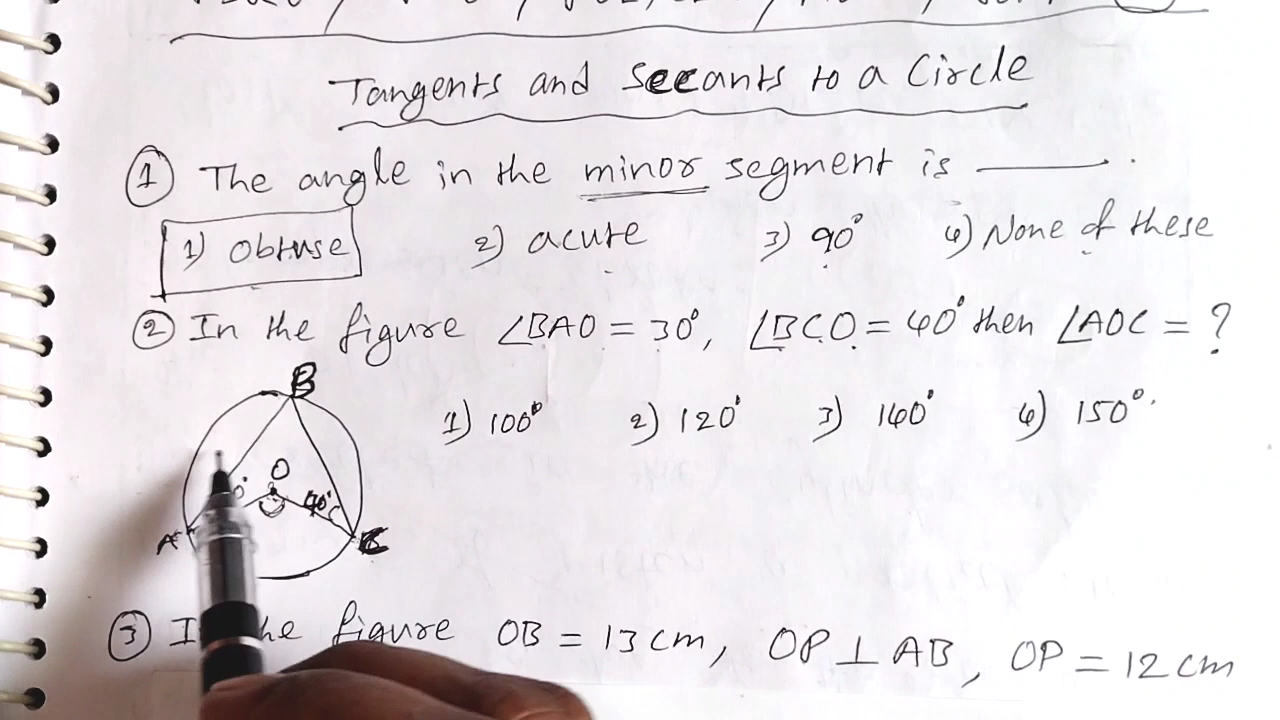 Tangents and Secants to a Circle
① The angle in the minor segment is ______.
1) obtuse 2) acute 3) 90° 4) None of these
② In the figure ∠BAO = 30°, ∠BCO = 40° then ∠AOC = ?
1) 100° 2) 120° 3) 140° 4) 150°.
B
O
40°
A C
③ the figure OB = 13 cm, OP ⊥ AB, OP = 12 cm